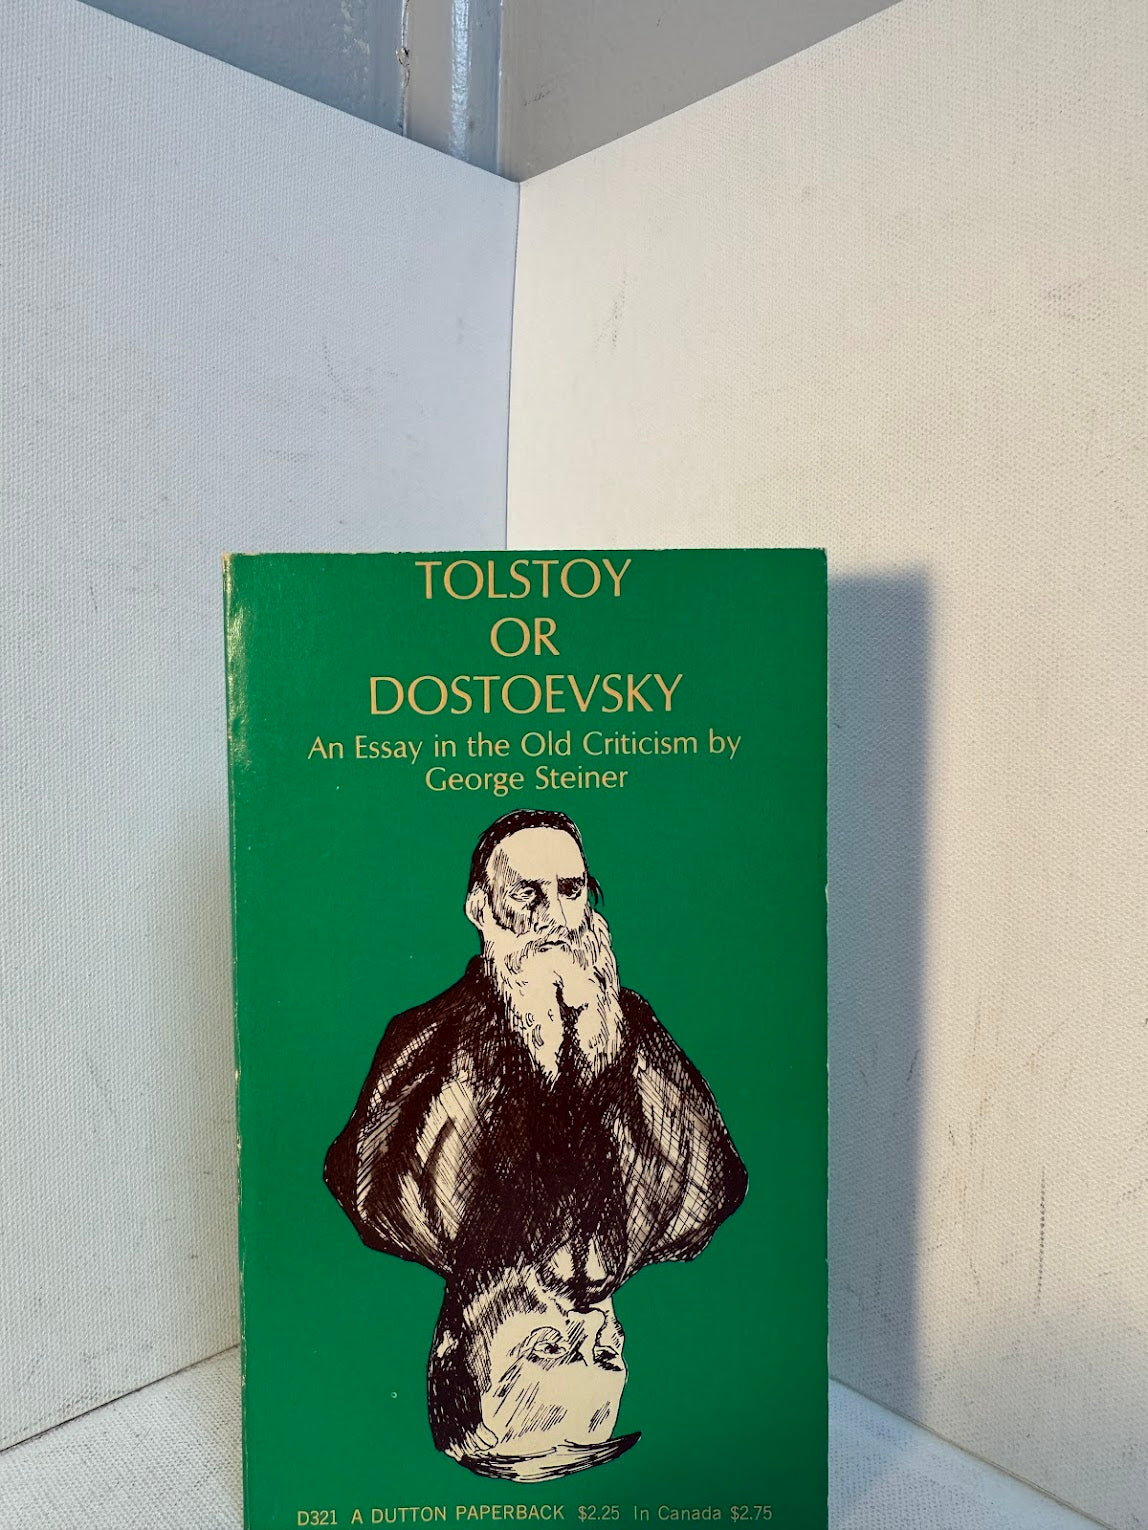 TOLSTOY
OR
DOSTOEVSKY
An Essay in the Old Criticism by
George Steiner
D321 A DUTTON PAPERBACK $2.25 In Canada $2.75